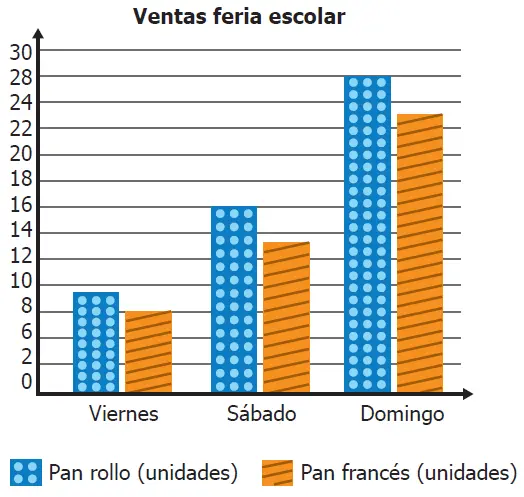 Ventas feria escolar
30
28
24
22
20
18
16
14
12
10
8
6
2
0
Viernes
Sábado
Domingo
Pan rollo (unidades)
Pan francés (unidades)